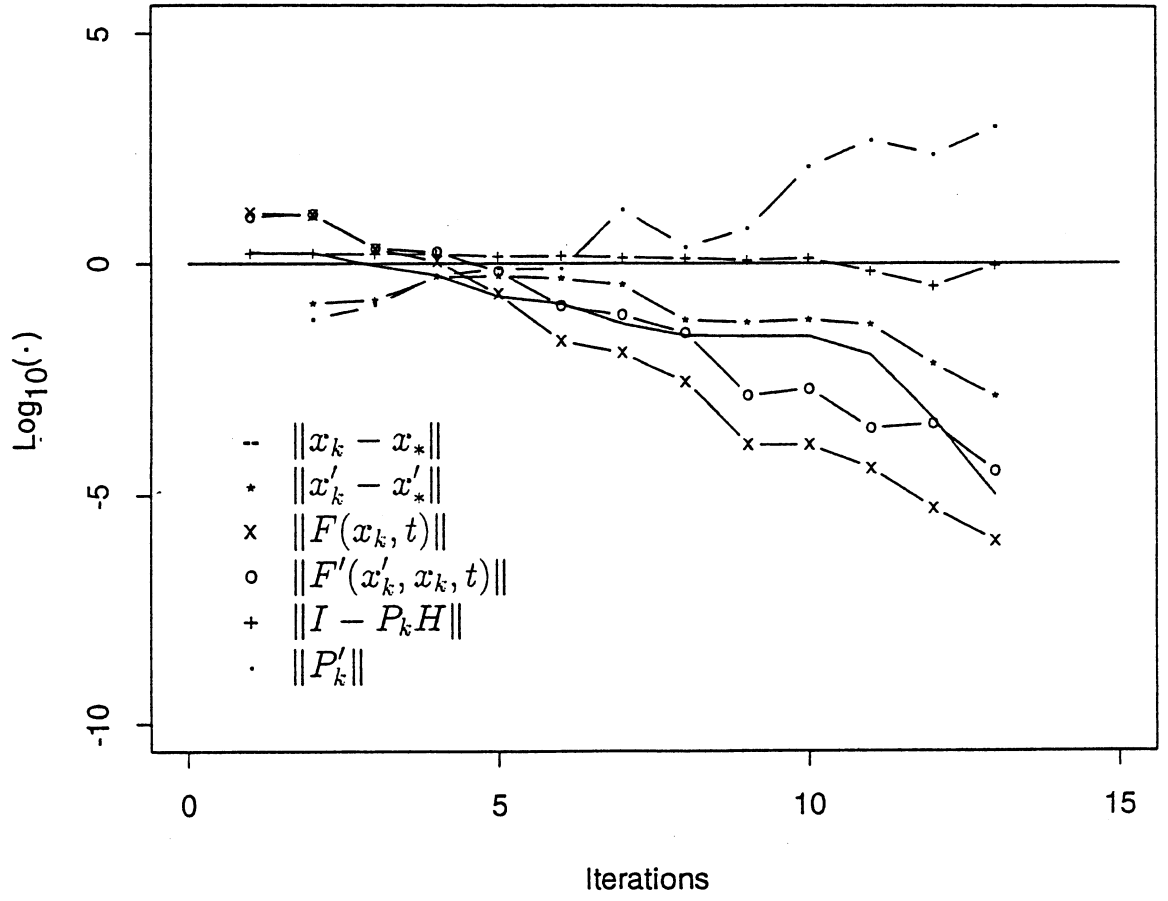 5
0
-5
-10
Log10(·)
-- ‖x_k − x_*‖
* ‖x'_k − x'_*‖
x ‖F(x_k, t)‖
o ‖F'(x'_k, x_k, t)‖
+ ‖I − P_k H‖
· ‖P'_k‖
0 5 10 15
Iterations